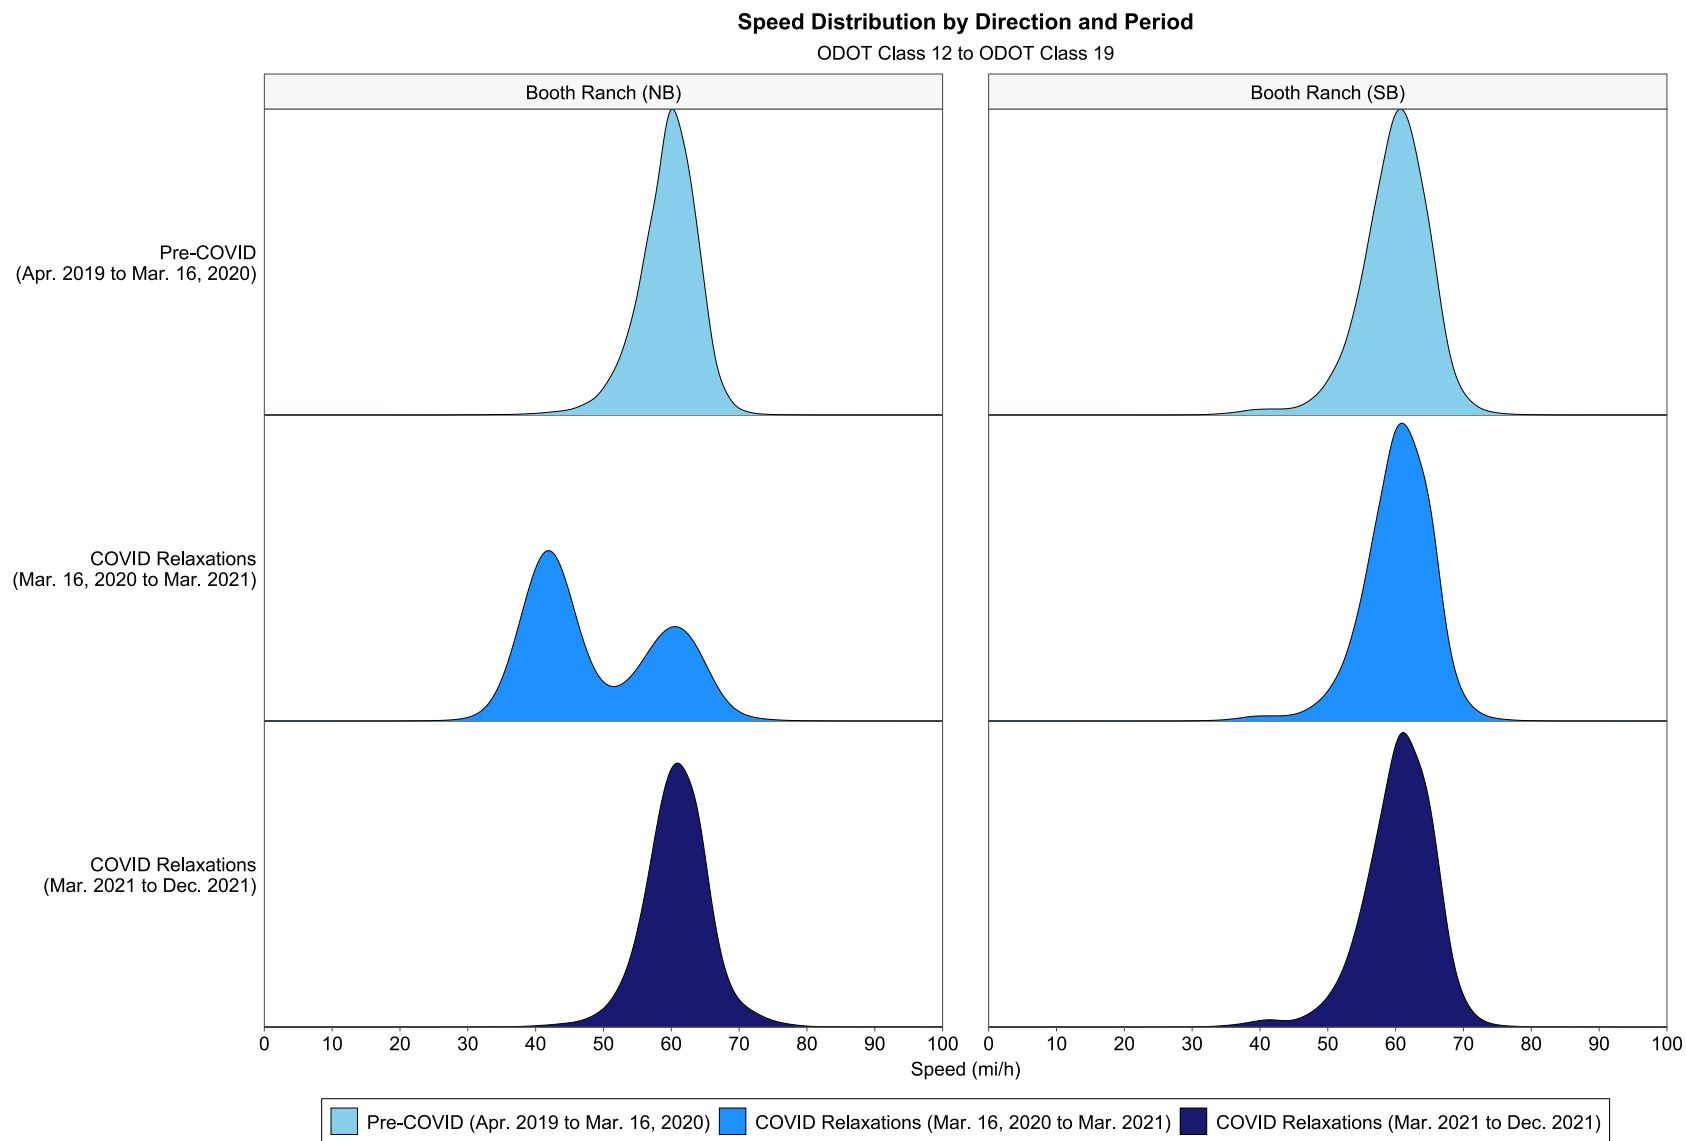 Speed Distribution by Direction and Period
ODOT Class 12 to ODOT Class 19
Booth Ranch (NB)
Booth Ranch (SB)
Pre-COVID
(Apr. 2019 to Mar. 16, 2020)
COVID Relaxations
(Mar. 16, 2020 to Mar. 2021)
COVID Relaxations
(Mar. 2021 to Dec. 2021)
0 10 20 30 40 50 60 70 80 90 100
0 10 20 30 40 50 60 70 80 90 100
Speed (mi/h)
Pre-COVID (Apr. 2019 to Mar. 16, 2020) COVID Relaxations (Mar. 16, 2020 to Mar. 2021) COVID Relaxations (Mar. 2021 to Dec. 2021)